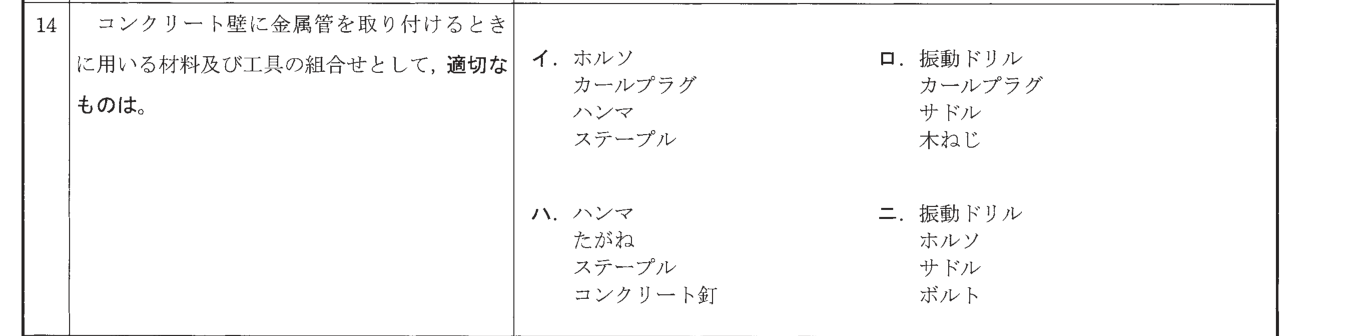 14
コンクリート壁に金属管を取り付けるとき
に用いる材料及び工具の組合せとして，適切な
ものは。
イ．ホルソ
カールプラグ
ハンマ
ステープル
ロ．振動ドリル
カールプラグ
サドル
木ねじ
ハ．ハンマ
たがね
ステープル
コンクリート釘
ニ．振動ドリル
ホルソ
サドル
ボルト